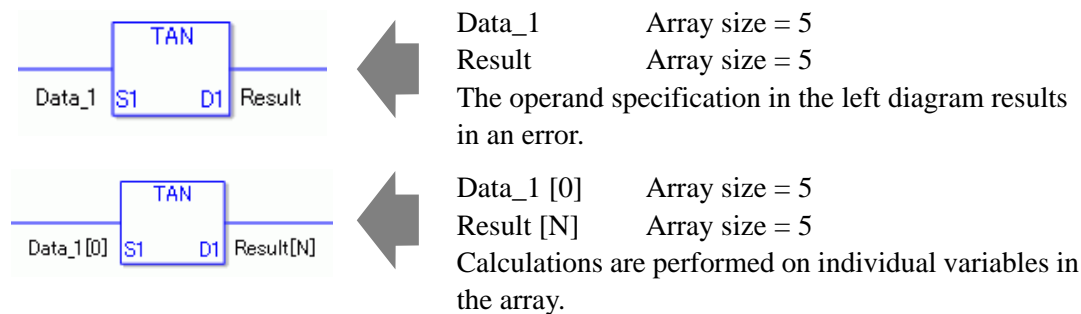 TAN
Data_1 S1 D1 Result
Data_1 Array size = 5
Result Array size = 5
The operand specification in the left diagram results
in an error.
TAN
Data_1[0] S1 D1 Result[N]
Data_1 [0] Array size = 5
Result [N] Array size = 5
Calculations are performed on individual variables in
the array.